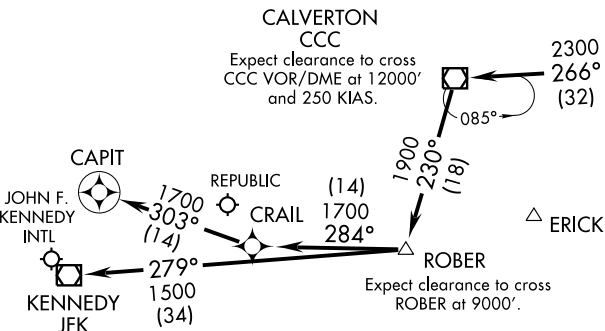 CALVERTON
CCC
Expect clearance to cross
CCC VOR/DME at 12000'
and 250 KIAS.
2300
266°
(32)
085°
1900
230°
(18)
CAPIT
REPUBLIC
1700
303°
(14)
CRAIL
(14)
1700
284°
ERICK
JOHN F.
KENNEDY
INTL
ROBER
Expect clearance to cross
ROBER at 9000'.
279°
1500
(34)
KENNEDY
JFK